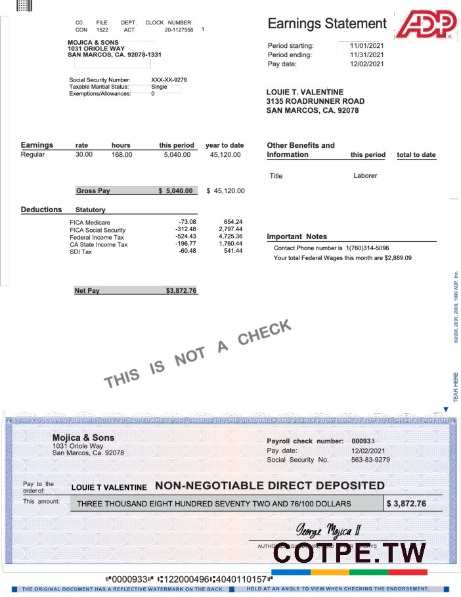 CO. FILE DEPT. CLOCK NUMBER
CON 1522 ACT 20-1127558 1
Earnings Statement ADP
MOJICA & SONS
1031 ORIOLE WAY
SAN MARCOS, CA. 92078-1331
Period starting: 11/01/2021
Period ending: 11/31/2021
Pay date: 12/02/2021
Social Security Number: XXX-XX-9279
Taxable Marital Status: Single
Exemptions/Allowances: 0
LOUIE T. VALENTINE
3135 ROADRUNNER ROAD
SAN MARCOS, CA. 92078
Earnings rate hours this period year to date
Regular 30.00 168.00 5,040.00 45,120.00
Other Benefits and
Information this period total to date
Title Laborer
Gross Pay $ 5,040.00 $ 45,120.00
Deductions Statutory
FICA Medicare -73.08 654.24
FICA Social Security -312.48 2,797.44
Federal Income Tax -524.43 4,725.36
CA State Income Tax -196.77 1,760.44
SDI Tax -60.48 541.44
Important Notes
Contact Phone number is 1(760)314-5096
Your total Federal Wages this month are $2,869.09
Net Pay $3,872.76
THIS IS NOT A CHECK
TEAR HERE
Mojica & Sons
1031 Oriole Way
San Marcos, Ca. 92078
Payroll check number: 000933
Pay date: 12/02/2021
Social Security No. 563-83-9279
Pay to the
order of: LOUIE T VALENTINE NON-NEGOTIABLE DIRECT DEPOSITED
This amount: THREE THOUSAND EIGHT HUNDRED SEVENTY TWO AND 76/100 DOLLARS $ 3,872.76
George Mojica II
COTPE.TW
⑈0000933⑈ ⑆122000496⑆4040110157⑈
THE ORIGINAL DOCUMENT HAS A REFLECTIVE WATERMARK ON THE BACK. HOLD AT AN ANGLE TO VIEW WHEN CHECKING THE ENDORSEMENT.